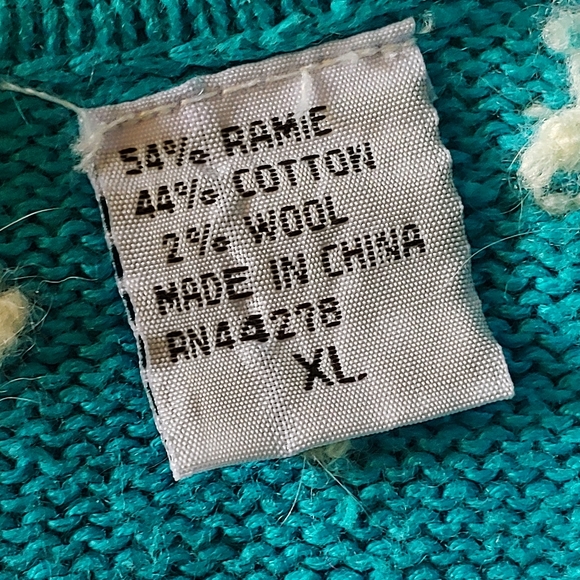 54% RAMIE
44% COTTON
2% WOOL
MADE IN CHINA
RN44278
XL